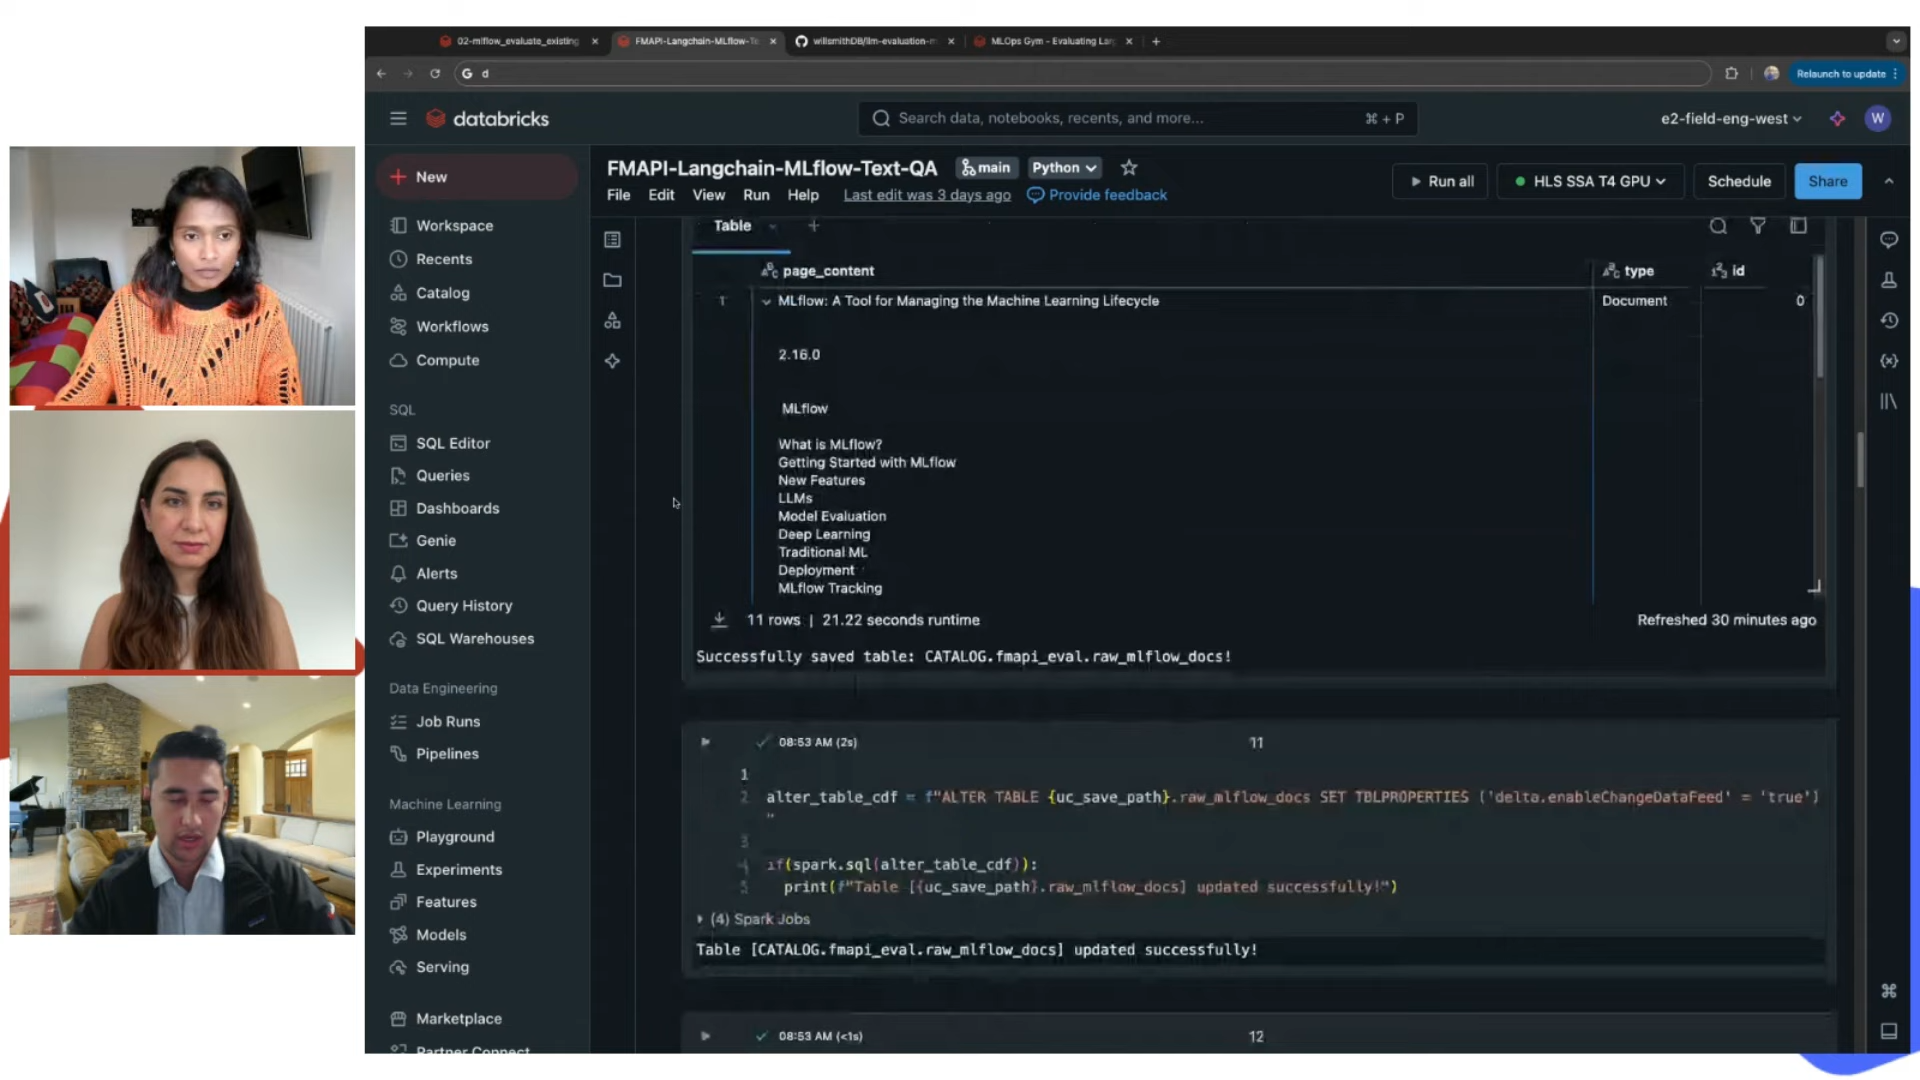 02-mlflow_evaluate_existing
FMAPI-Langchain-MLflow-Te
willsmithDB/llm-evaluation-m
MLOps Gym - Evaluating Larg
d
Relaunch to update
databricks
Search data, notebooks, recents, and more...
⌘ + P
e2-field-eng-west
W
New
Workspace
Recents
Catalog
Workflows
Compute
SQL
SQL Editor
Queries
Dashboards
Genie
Alerts
Query History
SQL Warehouses
Data Engineering
Job Runs
Pipelines
Machine Learning
Playground
Experiments
Features
Models
Serving
Marketplace
Partner Connect
FMAPI-Langchain-MLflow-Text-QA
main
Python
File Edit View Run Help Last edit was 3 days ago Provide feedback
Run all
HLS SSA T4 GPU
Schedule
Share
Table
+
page_content
type
id
1
MLflow: A Tool for Managing the Machine Learning Lifecycle
Document
0
2.16.0
MLflow
What is MLflow?
Getting Started with MLflow
New Features
LLMs
Model Evaluation
Deep Learning
Traditional ML
Deployment
MLflow Tracking
11 rows | 21.22 seconds runtime
Refreshed 30 minutes ago
Successfully saved table: CATALOG.fmapi_eval.raw_mlflow_docs!
08:53 AM (2s)
11
1
2 alter_table_cdf = f"ALTER TABLE {uc_save_path}.raw_mlflow_docs SET TBLPROPERTIES ('delta.enableChangeDataFeed' = 'true')
"
3
4 if(spark.sql(alter_table_cdf)):
5 print(f"Table [{uc_save_path}.raw_mlflow_docs] updated successfully!")
(4) Spark Jobs
Table [CATALOG.fmapi_eval.raw_mlflow_docs] updated successfully!
08:53 AM (<1s)
12